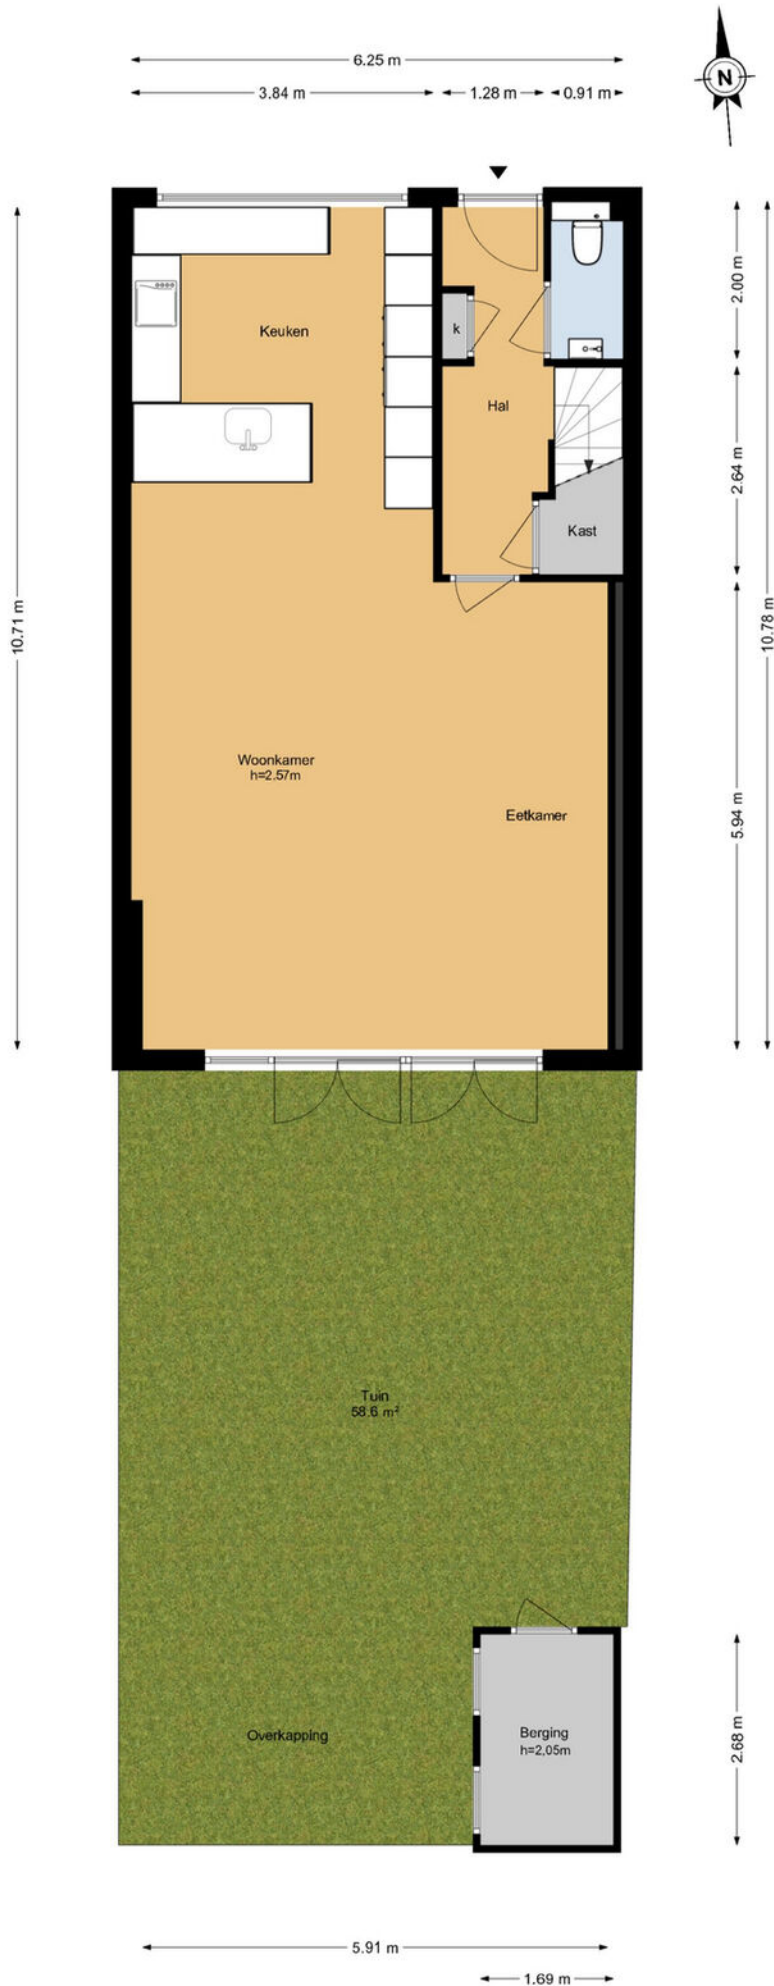 6.25 m
3.84 m
1.28 m
0.91 m
N
10.71 m
2.00 m
2.64 m
10.78 m
5.94 m
Keuken
k
Hal
Kast
Woonkamer
h=2.57m
Eetkamer
Tuin
58.6 m²
Overkapping
Berging
h=2,05m
2.68 m
5.91 m
1.69 m